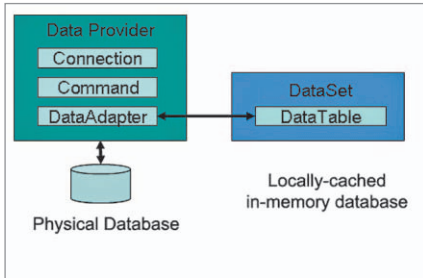 Data Provider
Connection
Command
DataAdapter
DataSet
DataTable
Physical Database
Locally-cached
in-memory database